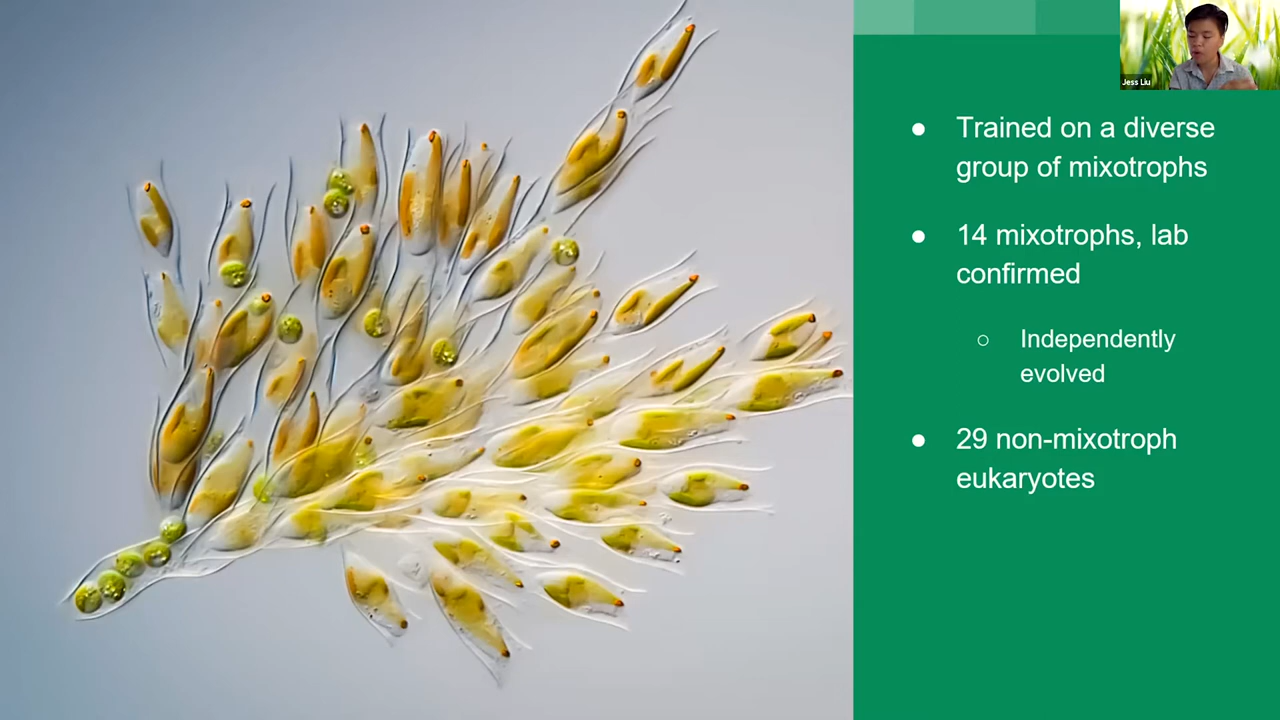 Jess Liu
● Trained on a diverse
group of mixotrophs
● 14 mixotrophs, lab
confirmed
○ Independently
evolved
● 29 non-mixotroph
eukaryotes